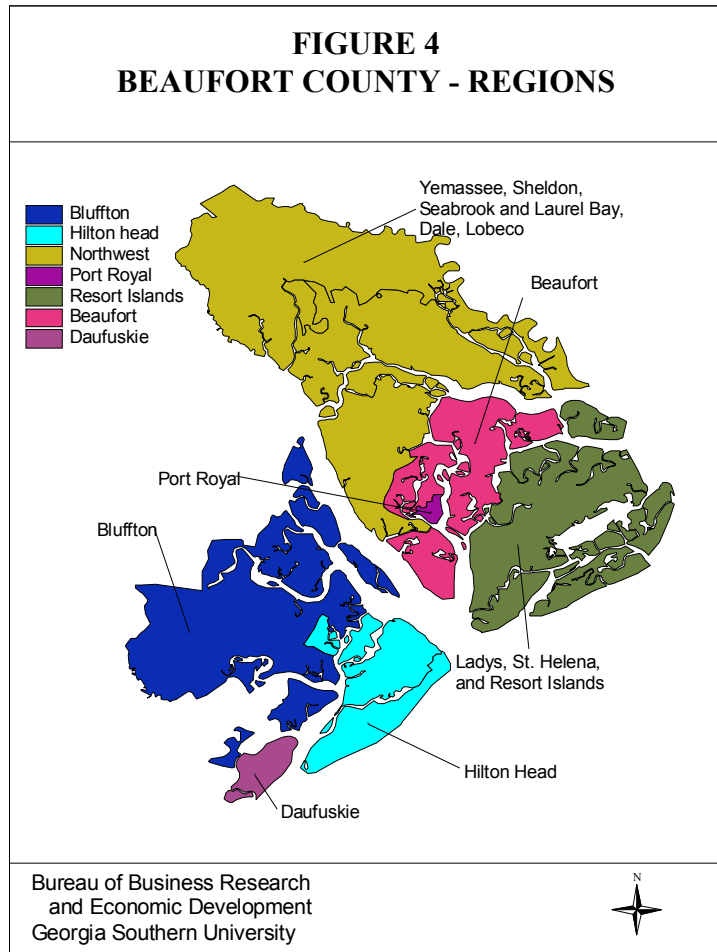 FIGURE 4
BEAUFORT COUNTY - REGIONS
Bluffton
Hilton head
Northwest
Port Royal
Resort Islands
Beaufort
Daufuskie
Yemassee, Sheldon,
Seabrook and Laurel Bay,
Dale, Lobeco
Beaufort
Port Royal
Bluffton
Ladys, St. Helena,
and Resort Islands
Hilton Head
Daufuskie
Bureau of Business Research
and Economic Development
Georgia Southern University
N